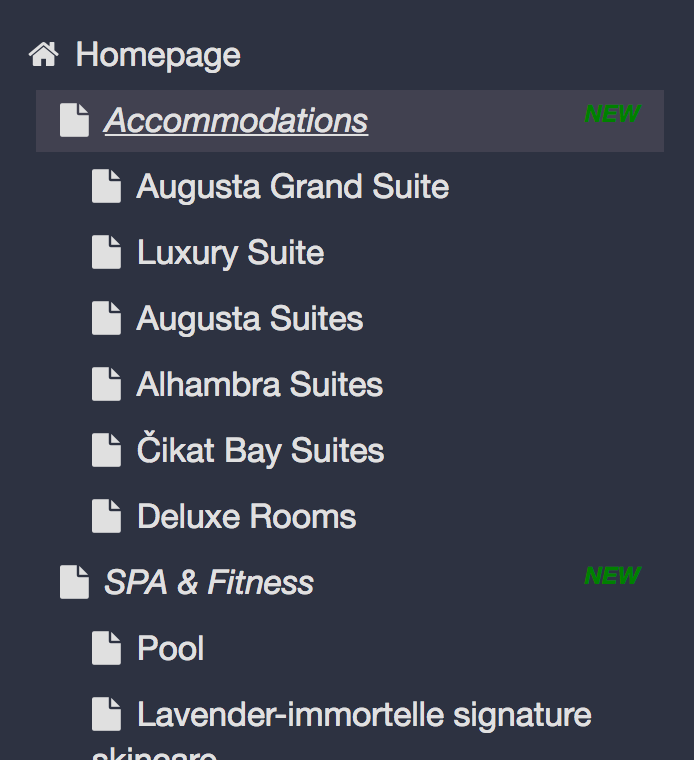 Homepage
Accommodations NEW
Augusta Grand Suite
Luxury Suite
Augusta Suites
Alhambra Suites
Čikat Bay Suites
Deluxe Rooms
SPA & Fitness NEW
Pool
Lavender-immortelle signature
skincare